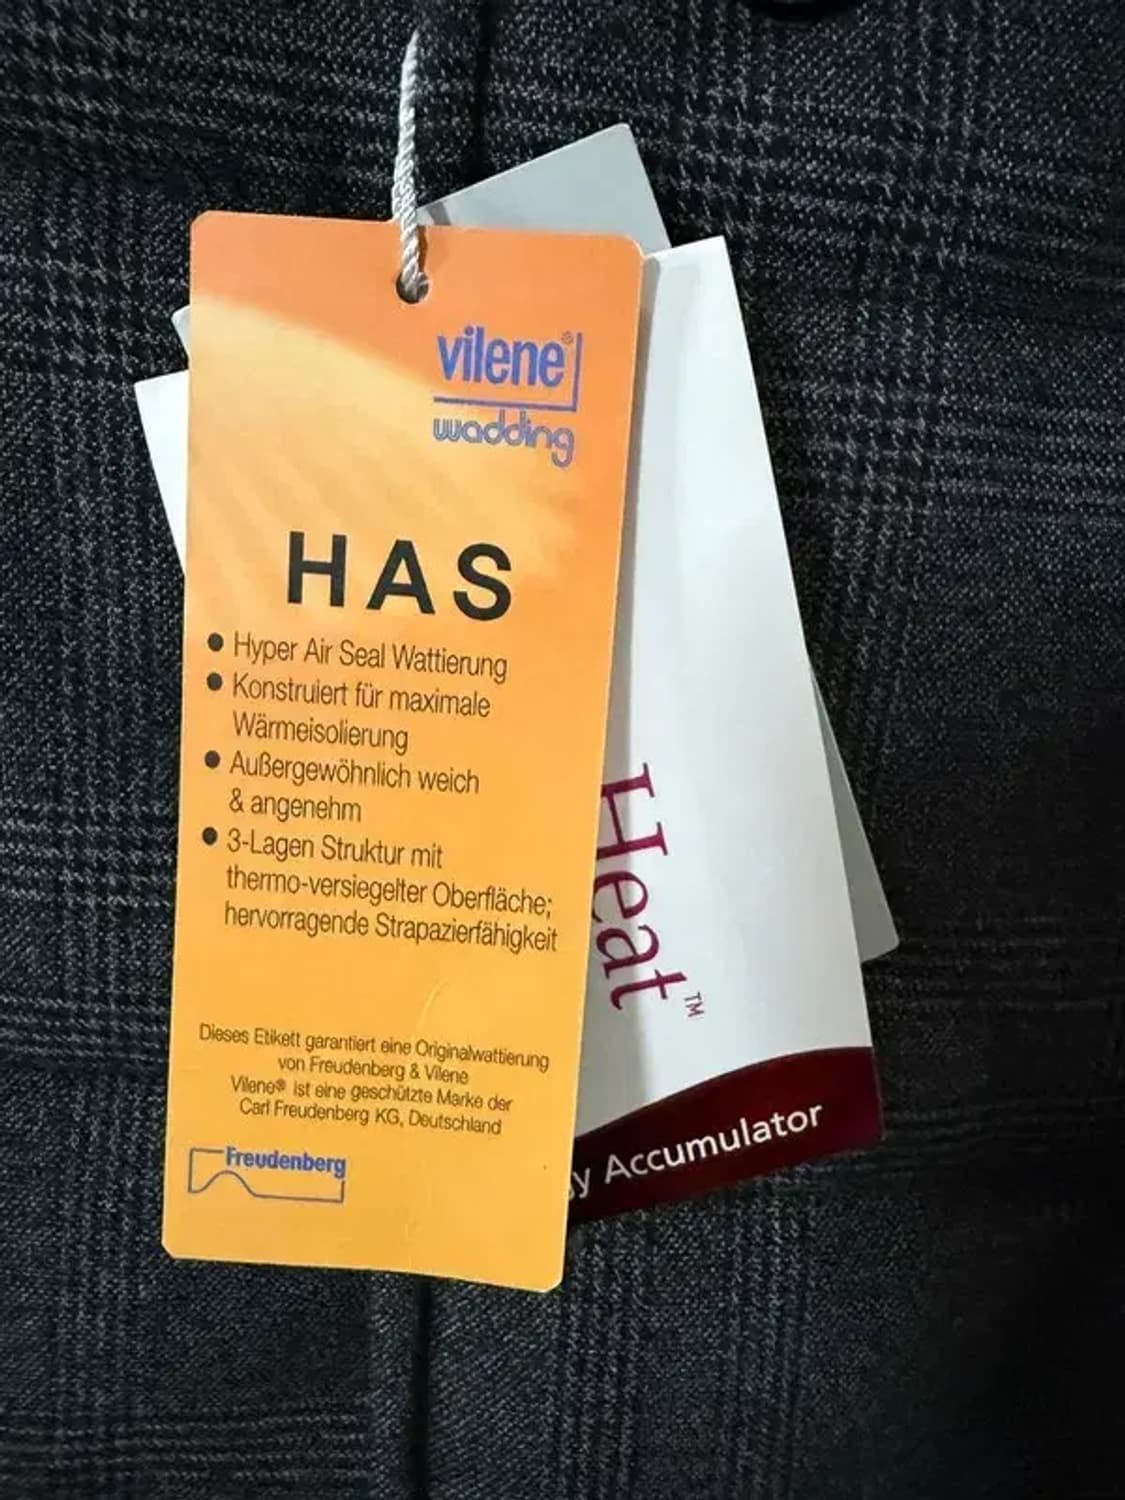 vilene®
wadding
HAS
● Hyper Air Seal Wattierung
● Konstruiert für maximale
Wärmeisolierung
● Außergewöhnlich weich
& angenehm
● 3-Lagen Struktur mit
thermo-versiegelter Oberfläche;
hervorragende Strapazierfähigkeit
Dieses Etikett garantiert eine Originalwattierung
von Freudenberg & Vilene
Vilene® ist eine geschützte Marke der
Carl Freudenberg KG, Deutschland
Freudenberg
Heat™
Accumulator